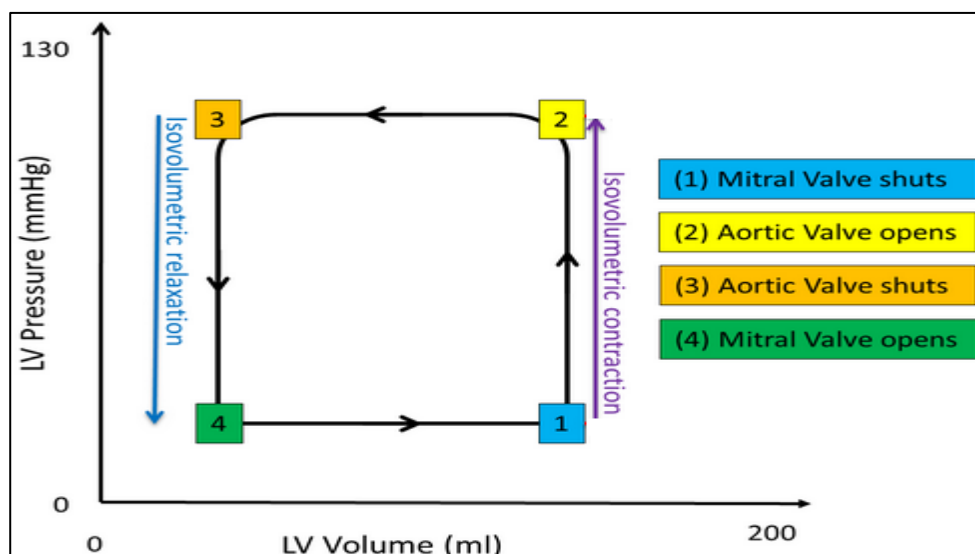 130
LV Pressure (mmHg)
0
0
LV Volume (ml)
200
Isovolumetric relaxation
3
2
4
1
Isovolumetric contraction
(1) Mitral Valve shuts
(2) Aortic Valve opens
(3) Aortic Valve shuts
(4) Mitral Valve opens